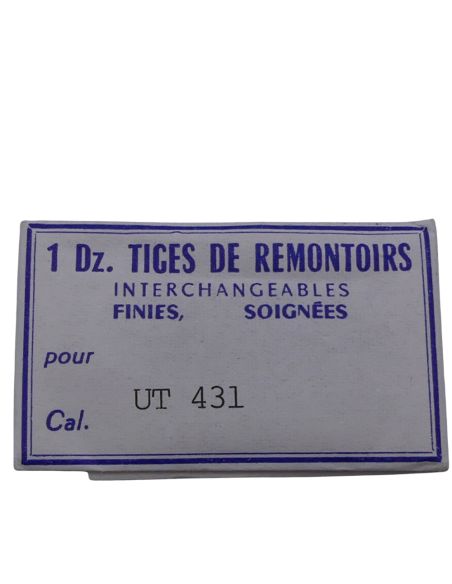 1 Dz. TIGES DE REMONTOIRS
INTERCHANGEABLES
FINIES, SOIGNÉES
pour
Cal. UT 431